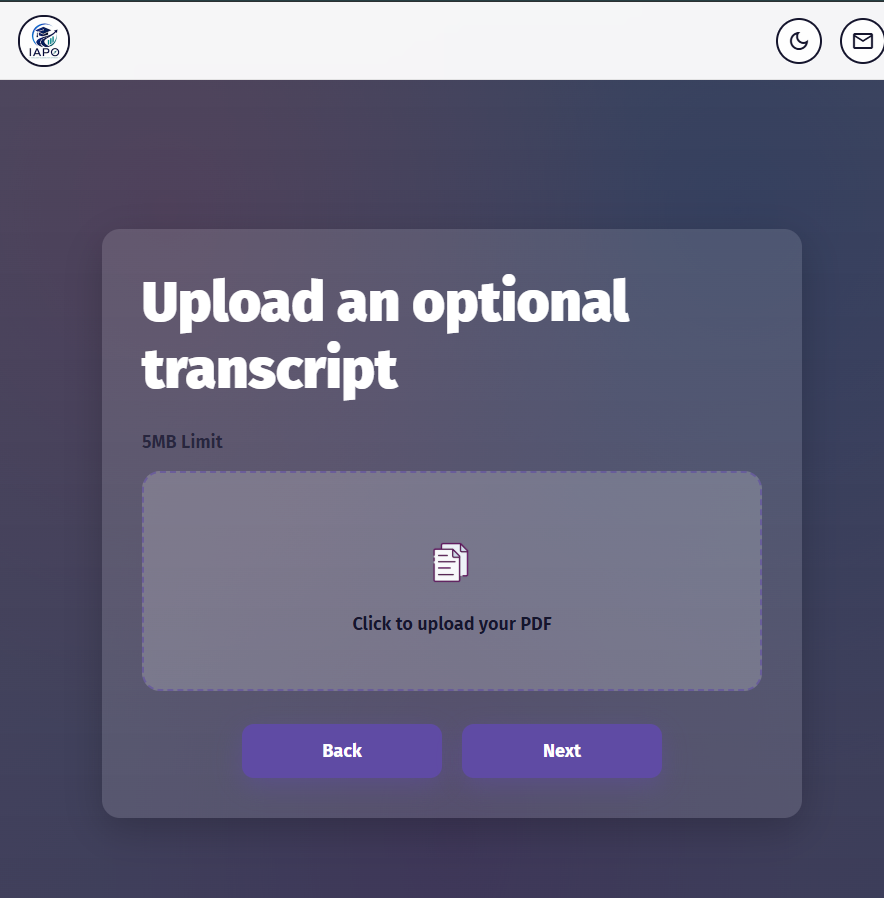 IAPO
Upload an optional
transcript
5MB Limit
Click to upload your PDF
Back
Next